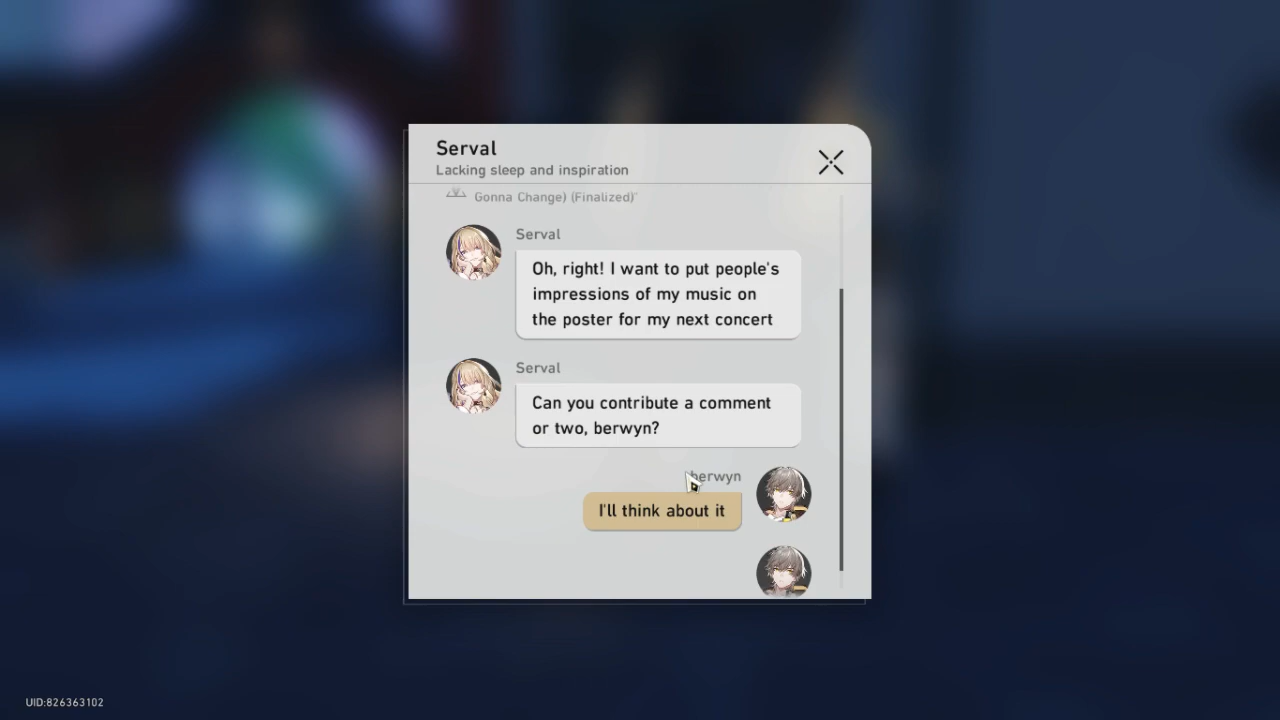 Serval
Lacking sleep and inspiration
Gonna Change) (Finalized)"
Serval
Oh, right! I want to put people's
impressions of my music on
the poster for my next concert
Serval
Can you contribute a comment
or two, berwyn?
berwyn
I'll think about it
UID:826363102